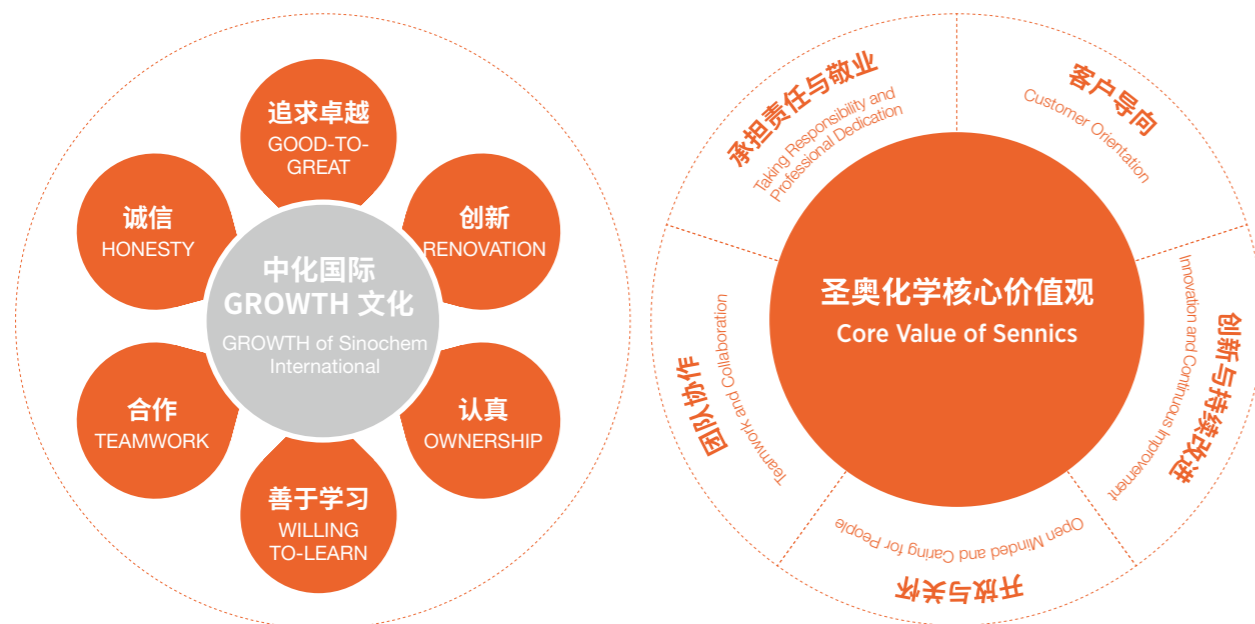 追求卓越
GOOD-TO-
GREAT
创新
RENOVATION
认真
OWNERSHIP
善于学习
WILLING
TO-LEARN
合作
TEAMWORK
诚信
HONESTY
中化国际
GROWTH 文化
GROWTH of Sinochem
International
客户导向
Customer Orientation
创新与持续改进
Innovation and Continuous Improvement
开放与关怀
Open Minded and Caring for People
团队协作
Teamwork and Collaboration
承担责任与敬业
Taking Responsibility and
Professional Dedication
圣奥化学核心价值观
Core Value of Sennics